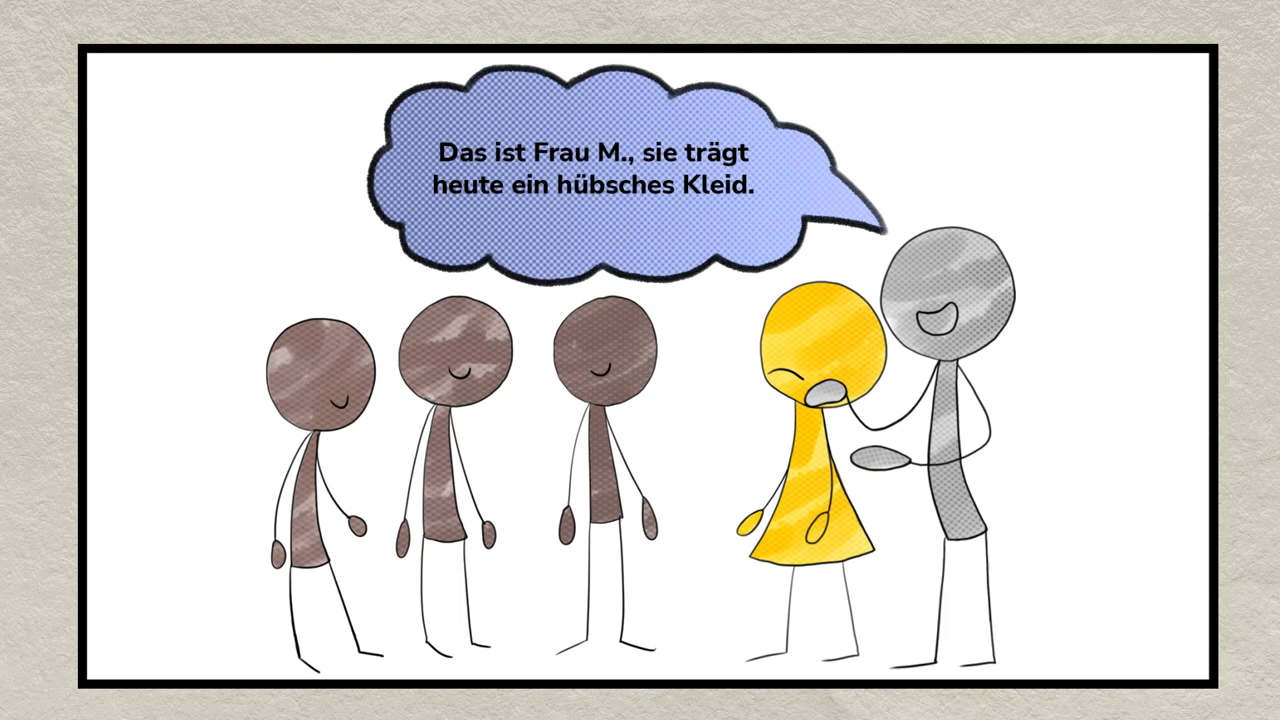 Das ist Frau M., sie trägt
heute ein hübsches Kleid.